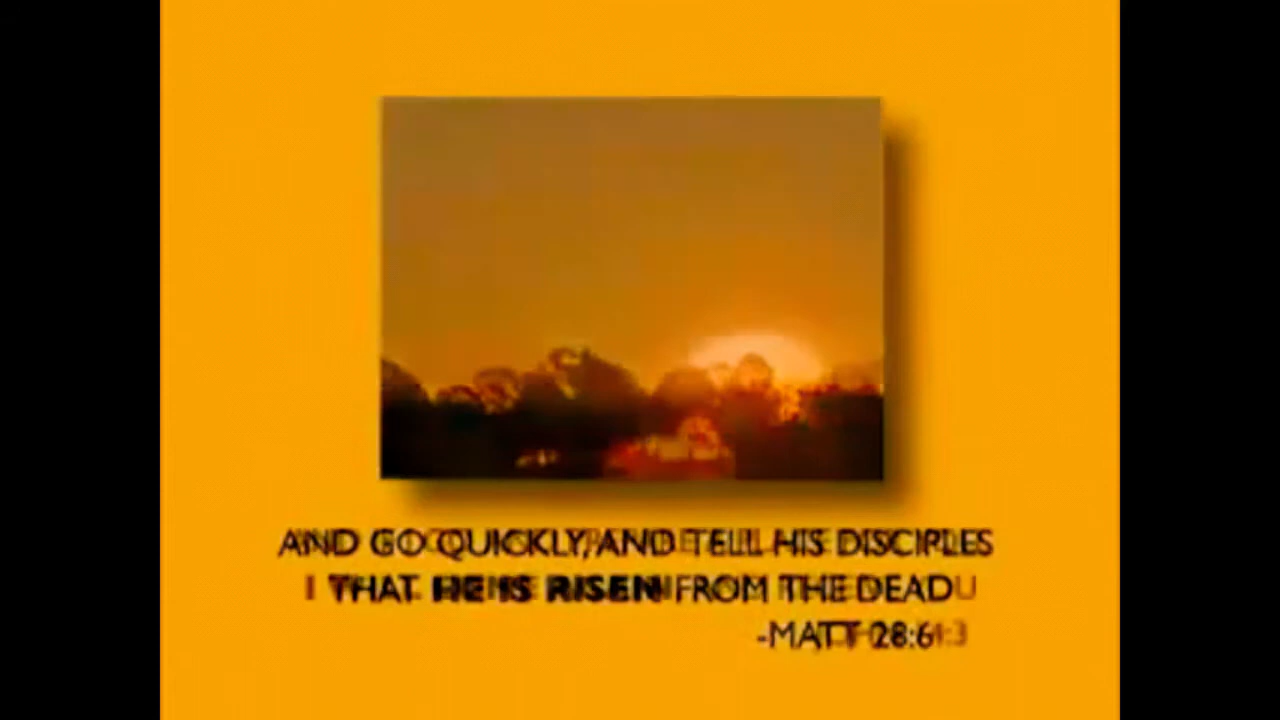 AND GO QUICKLY, AND TELL HIS DISCIPLES
THAT HE IS RISEN FROM THE DEAD
-MATT 28:6